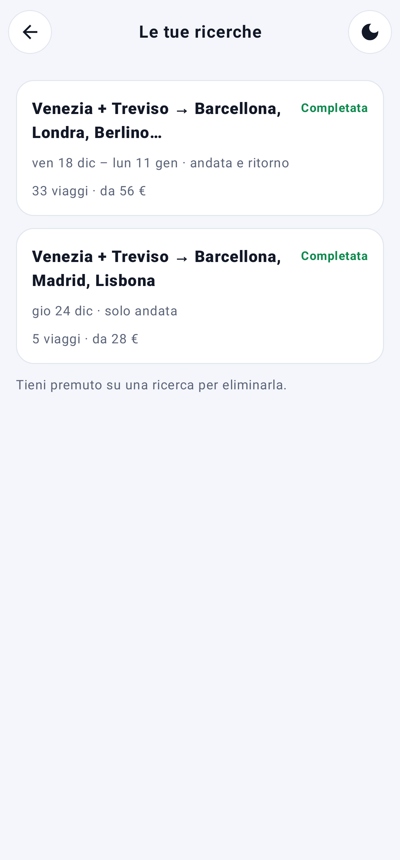 Le tue ricerche
Venezia + Treviso → Barcellona, Londra, Berlino…
Completata
ven 18 dic – lun 11 gen · andata e ritorno
33 viaggi · da 56 €
Venezia + Treviso → Barcellona, Madrid, Lisbona
Completata
gio 24 dic · solo andata
5 viaggi · da 28 €
Tieni premuto su una ricerca per eliminarla.